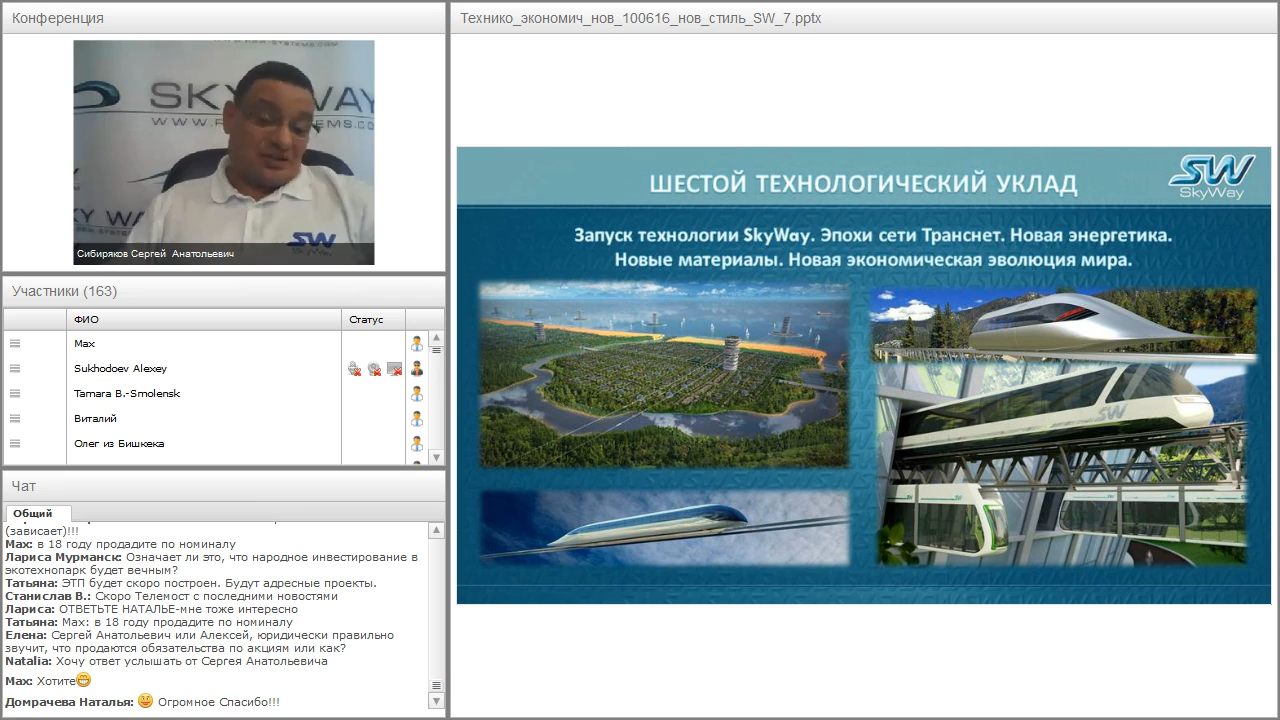 Конференция
SKY WAY
Сибиряков Сергей Анатольевич
Участники (163)
ФИО
Статус
Max
Sukhodoev Alexey
Tamara B.-Smolensk
Виталий
Олег из Бишкека
Чат
Общий
(зависает)!!!
Max: в 18 году продадите по номиналу
Лариса Мурманск: Означает ли это, что народное инвестирование в
экотехнопарк будет вечным?
Татьяна: ЭТП будет скоро построен. Будут адресные проекты.
Станислав В.: Скоро Телемост с последними новостями
Лариса: ОТВЕТЬТЕ НАТАЛЬЕ-мне тоже интересно
Татьяна: Max: в 18 году продадите по номиналу
Елена: Сергей Анатольевич или Алексей, юридически правильно
звучит, что продаются обязательства по акциям или как?
Natalia: Хочу ответ услышать от Сергея Анатольевича
Max: Хотите
Домрачева Наталья: Огромное Спасибо!!!
Технико_экономич_нов_100616_нов_стиль_SW_7.pptx
ШЕСТОЙ ТЕХНОЛОГИЧЕСКИЙ УКЛАД
SW
SkyWay
Запуск технологии SkyWay. Эпохи сети Транснет. Новая энергетика.
Новые материалы. Новая экономическая эволюция мира.
SW